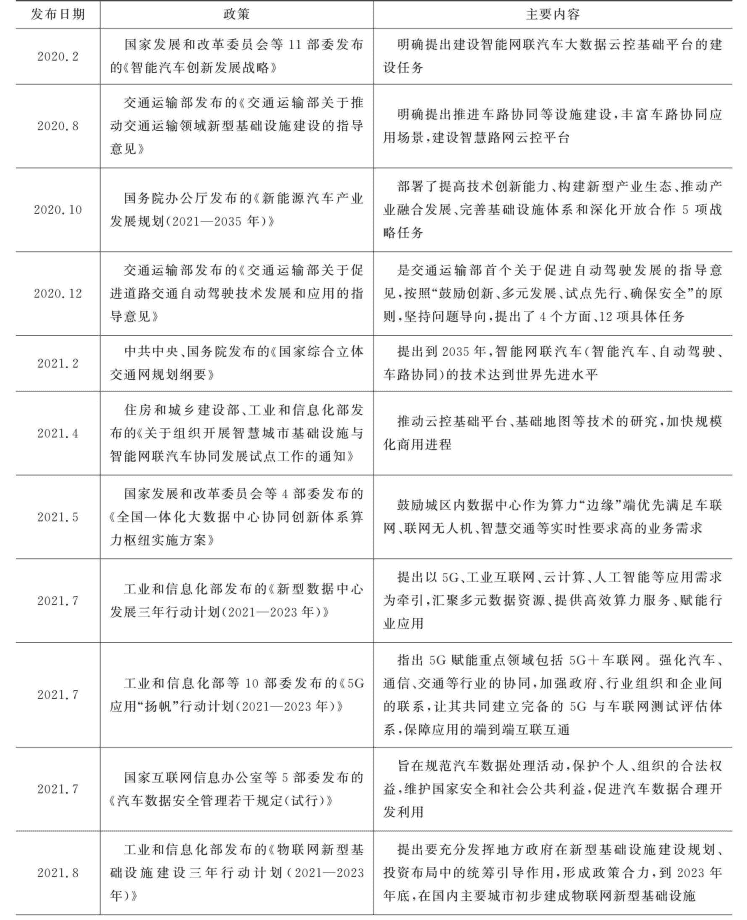 发布日期 政策 主要内容
2020.2
国家发展和改革委员会等 11 部委发布
的《智能汽车创新发展战略》
明确提出建设智能网联汽车大数据云控基础平台的建
设任务
2020.8
交通运输部发布的《交通运输部关于推
动交通运输领域新型基础设施建设的指导
意见》
明确提出推进车路协同等设施建设,丰富车路协同应
用场景,建设智慧路网云控平台
2020.10
国务院办公厅发布的《新能源汽车产业
发展规划(2021—2035 年)》
部署了提高技术创新能力、构建新型产业生态、推动产
业融合发展、完善基础设施体系和深化开放合作 5 项战
略任务
2020.12
交通运输部发布的《交通运输部关于促
进道路交通自动驾驶技术发展和应用的指
导意见》
是交通运输部首个关于促进自动驾驶发展的指导意
见,按照“鼓励创新、多元发展、试点先行、确保安全”的原
则,坚持问题导向,提出了 4 个方面、12 项具体任务
2021.2
中共中央、国务院发布的《国家综合立体
交通网规划纲要》
提出到 2035 年,智能网联汽车(智能汽车、自动驾驶、
车路协同)的技术达到世界先进水平
2021.4
住房和城乡建设部、工业和信息化部发
布的《关于组织开展智慧城市基础设施与
智能网联汽车协同发展试点工作的通知》
推动云控基础平台、基础地图等技术的研究,加快规模
化商用进程
2021.5
国家发展和改革委员会等 4 部委发布的
《全国一体化大数据中心协同创新体系算
力枢纽实施方案》
鼓励城区内数据中心作为算力“边缘”端优先满足车联
网、联网无人机、智慧交通等实时性要求高的业务需求
2021.7
工业和信息化部发布的《新型数据中心
发展三年行动计划(2021—2023 年)》
提出以 5G、工业互联网、云计算、人工智能等应用需求
为牵引,汇聚多元数据资源、提供高效算力服务、赋能行
业应用
2021.7
工业和信息化部等 10 部委发布的《5G
应用“扬帆”行动计划(2021—2023 年)》
指出 5G 赋能重点领域包括 5G+车联网。强化汽车、
通信、交通等行业的协同,加强政府、行业组织和企业间
的联系,让其共同建立完备的 5G 与车联网测试评估体
系,保障应用的端到端互联互通
2021.7
国家互联网信息办公室等 5 部委发布的
《汽车数据安全管理若干规定(试行)》
旨在规范汽车数据处理活动,保护个人、组织的合法权
益,维护国家安全和社会公共利益,促进汽车数据合理开
发利用
2021.8
工业和信息化部发布的《物联网新型基
础设施建设三年行动计划(2021—2023
年)》
提出要充分发挥地方政府在新型基础设施建设规划、
投资布局中的统筹引导作用,形成政策合力,到 2023 年
年底,在国内主要城市初步建成物联网新型基础设施